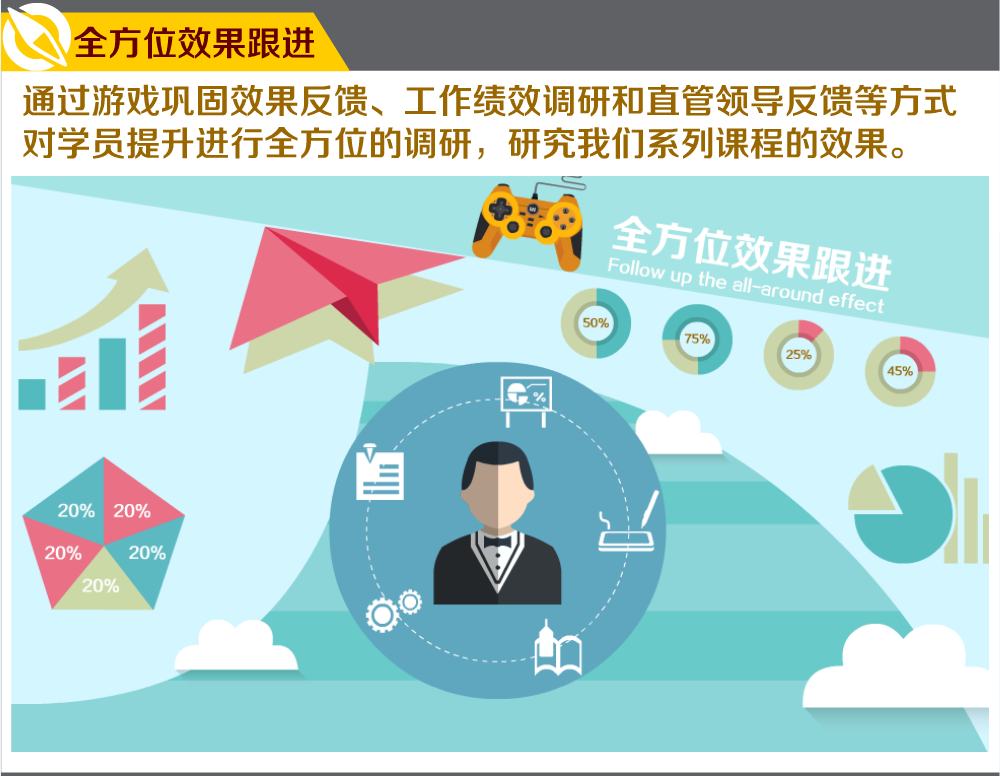 全方位效果跟进
通过游戏巩固效果反馈、工作绩效调研和直管领导反馈等方式
对学员提升进行全方位的调研，研究我们系列课程的效果。
全方位效果跟进
Follow up the all-around effect
50%
75%
25%
45%
20%
20%
20%
20%
20%
%